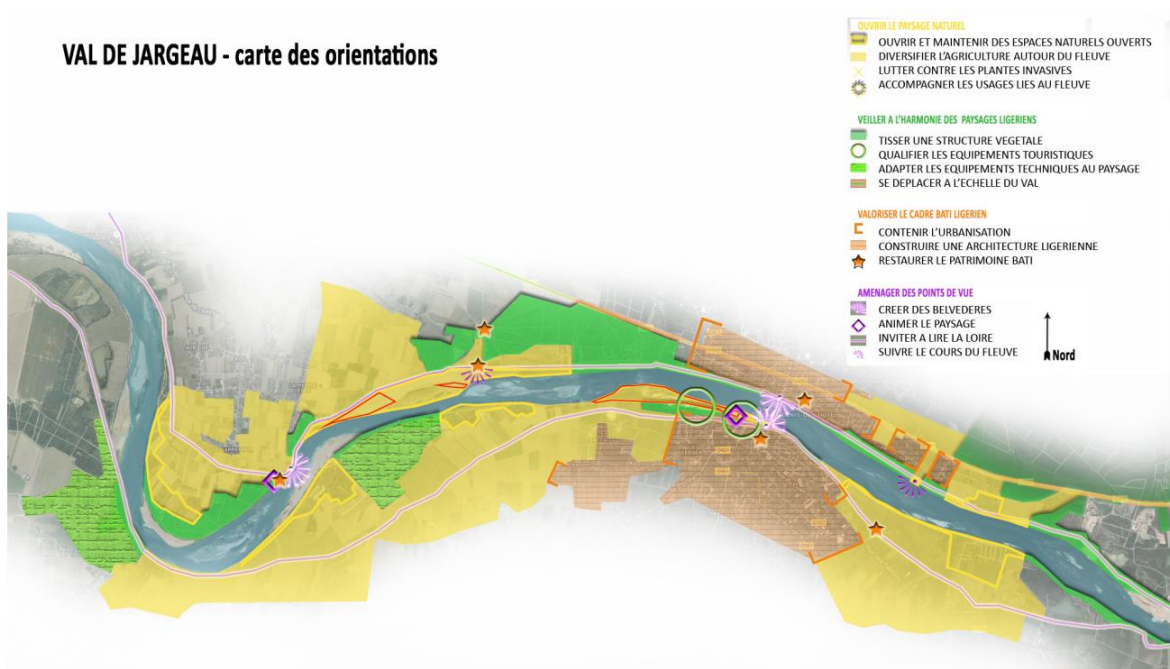 VAL DE JARGEAU - carte des orientations
OUVRIR LE PAYSAGE NATUREL
OUVRIR ET MAINTENIR DES ESPACES NATURELS OUVERTS
DIVERSIFIER L'AGRICULTURE AUTOUR DU FLEUVE
LUTTER CONTRE LES PLANTES INVASIVES
ACCOMPAGNER LES USAGES LIES AU FLEUVE
VEILLER A L'HARMONIE DES PAYSAGES LIGERIENS
TISSER UNE STRUCTURE VEGETALE
QUALIFIER LES EQUIPEMENTS TOURISTIQUES
ADAPTER LES EQUIPEMENTS TECHNIQUES AU PAYSAGE
SE DEPLACER A L'ECHELLE DU VAL
VALORISER LE CADRE BATI LIGERIEN
CONTENIR L'URBANISATION
CONSTRUIRE UNE ARCHITECTURE LIGERIENNE
RESTAURER LE PATRIMOINE BATI
AMENAGER DES POINTS DE VUE
CREER DES BELVEDERES
ANIMER LE PAYSAGE
INVITER A LIRE LA LOIRE
SUIVRE LE COURS DU FLEUVE
Nord